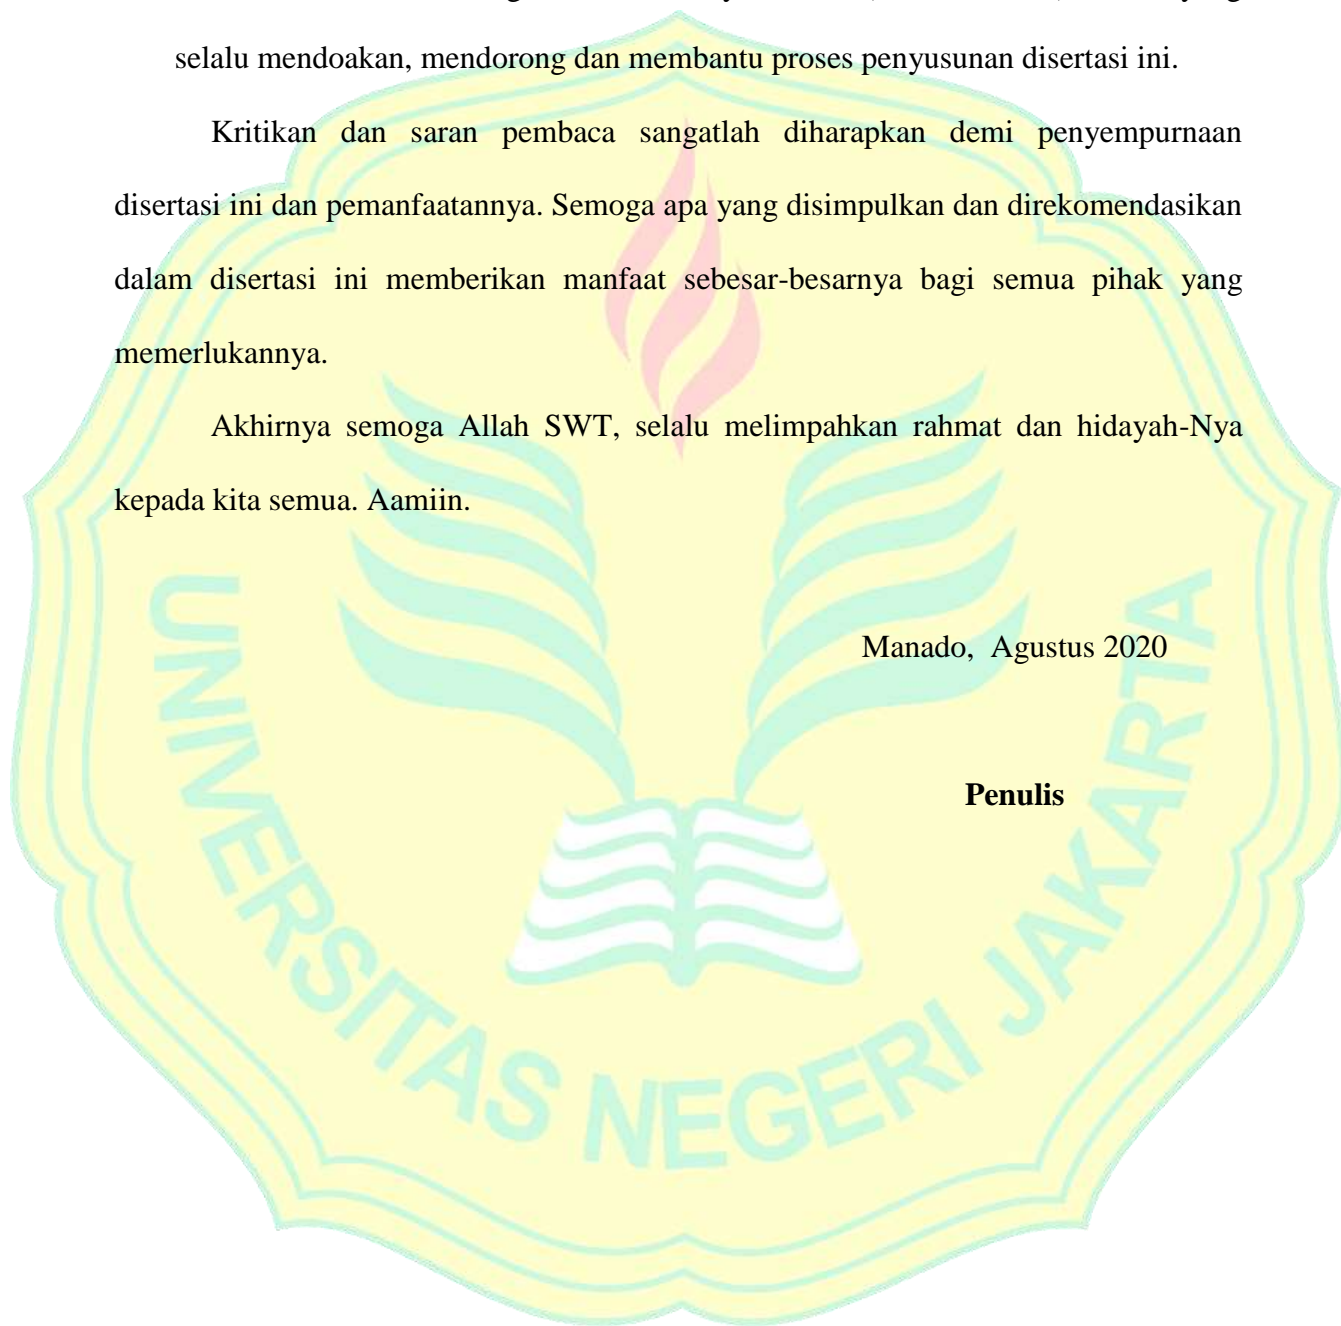 selalu mendoakan, mendorong dan membantu proses penyusunan disertasi ini.
Kritikan dan saran pembaca sangatlah diharapkan demi penyempurnaan
disertasi ini dan pemanfaatannya. Semoga apa yang disimpulkan dan direkomendasikan
dalam disertasi ini memberikan manfaat sebesar-besarnya bagi semua pihak yang
memerlukannya.
Akhirnya semoga Allah SWT, selalu melimpahkan rahmat dan hidayah-Nya
kepada kita semua. Aamiin.
Manado, Agustus 2020
Penulis
UNIVERSITAS NEGERI JAKARTA